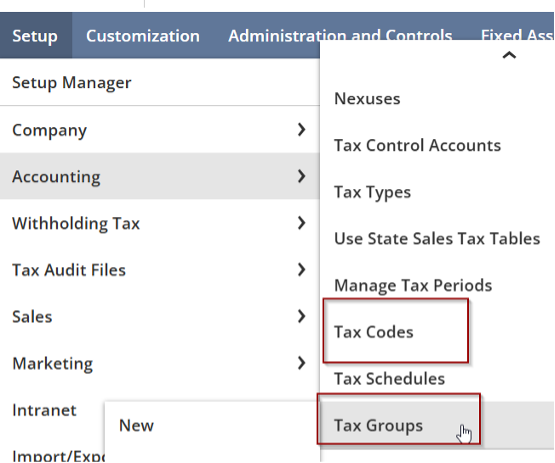 Setup Customization Administration and Controls Fixed Ass
Setup Manager
Company
Accounting
Withholding Tax
Tax Audit Files
Sales
Marketing
Intranet
Import/Expo
Nexuses
Tax Control Accounts
Tax Types
Use State Sales Tax Tables
Manage Tax Periods
Tax Codes
Tax Schedules
Tax Groups
New